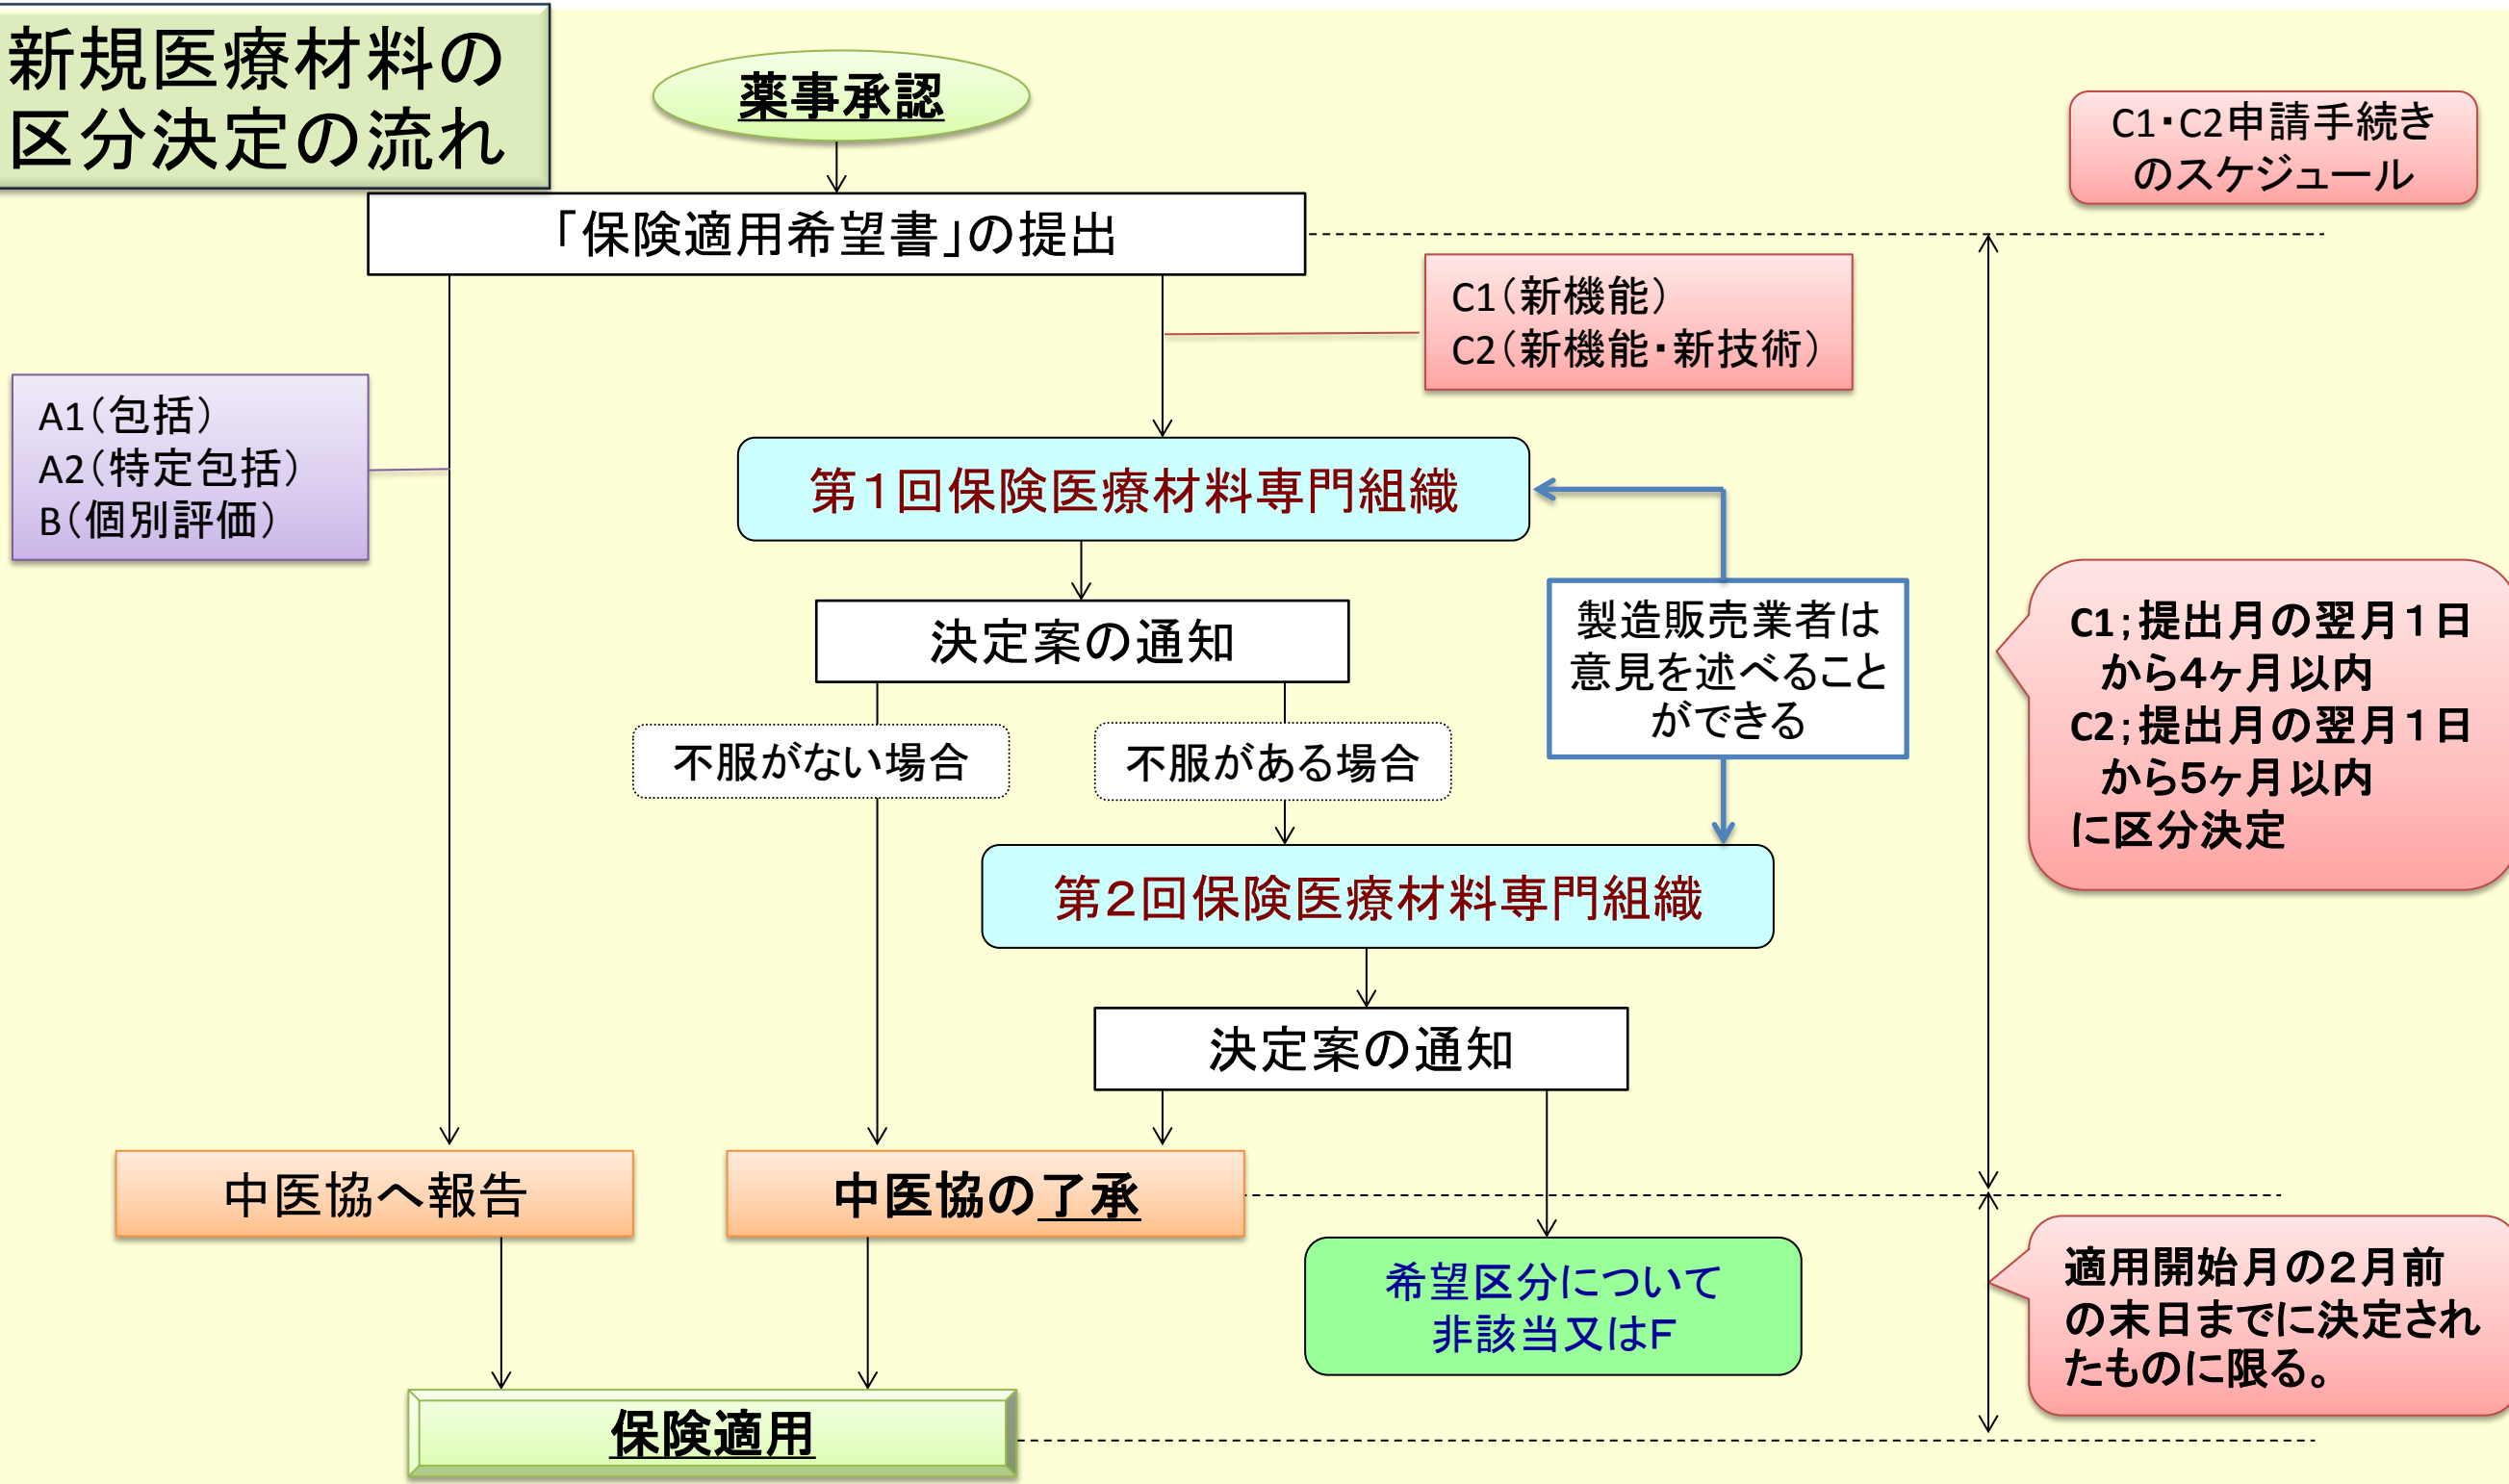 新規医療材料の
区分決定の流れ
薬事承認
C1・C2申請手続き
のスケジュール
「保険適用希望書」の提出
C1（新機能）
C2（新機能・新技術）
A1（包括）
A2（特定包括）
B（個別評価）
第１回保険医療材料専門組織
決定案の通知
製造販売業者は
意見を述べること
ができる
C1；提出月の翌月１日
から４ヶ月以内
C2；提出月の翌月１日
から５ヶ月以内
に区分決定
不服がない場合
不服がある場合
第２回保険医療材料専門組織
決定案の通知
中医協へ報告
中医協の了承
希望区分について
非該当又はＦ
適用開始月の２月前
の末日までに決定され
たものに限る。
保険適用